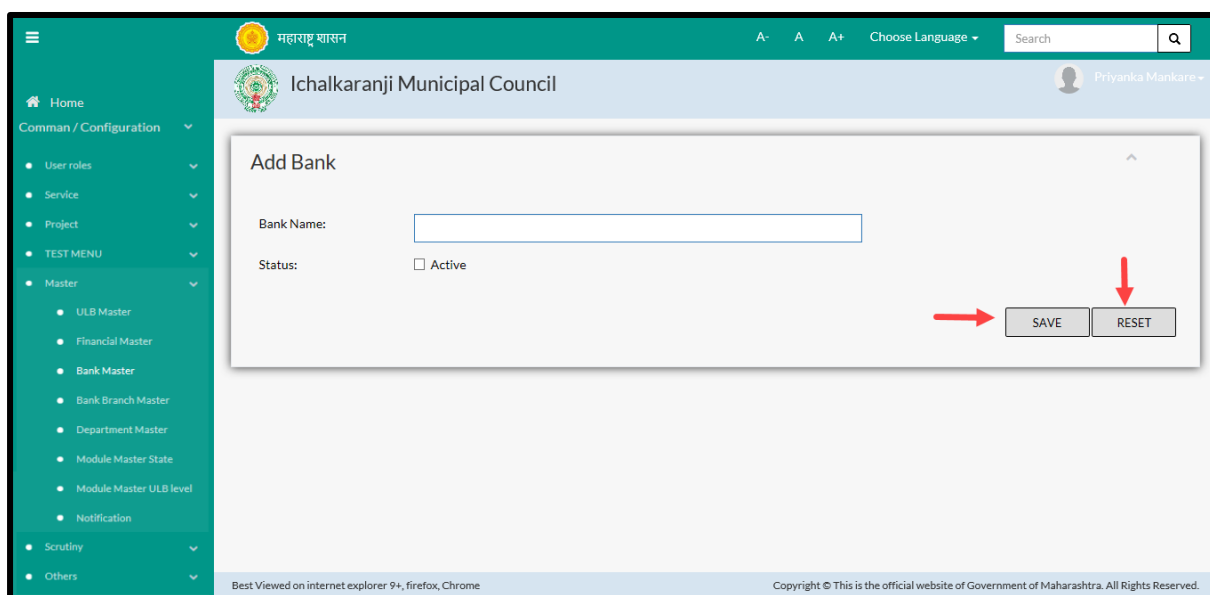 महाराष्ट्र शासन A- A A+ Choose Language Search
Ichalkaranji Municipal Council Priyanka Mankare
Home
Comman / Configuration
User roles
Service
Project
TEST MENU
Master
ULB Master
Financial Master
Bank Master
Bank Branch Master
Department Master
Module Master State
Module Master ULB level
Notification
Scrutiny
Others
Add Bank
Bank Name:
Status: Active
SAVE RESET
Best Viewed on internet explorer 9+, firefox, Chrome Copyright © This is the official website of Government of Maharashtra. All Rights Reserved.